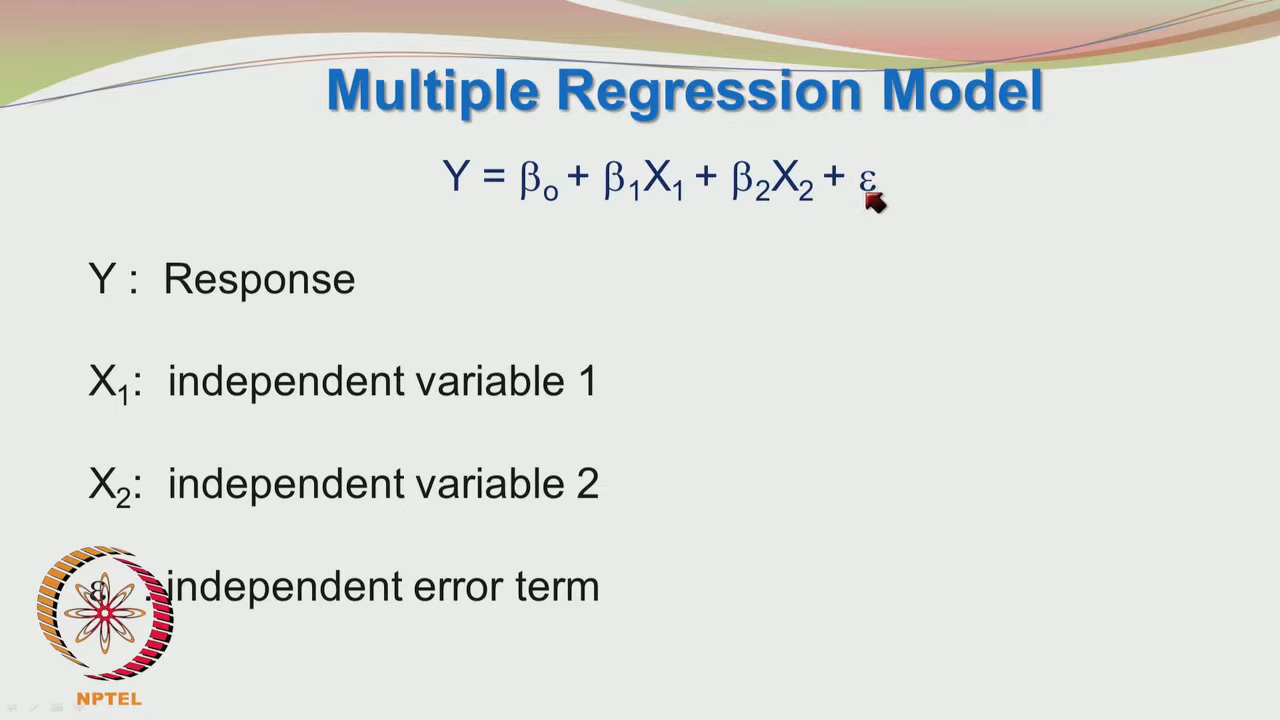 Multiple Regression Model
Y = β₀ + β₁X₁ + β₂X₂ + ε
Y : Response
X₁: independent variable 1
X₂: independent variable 2
ε : independent error term
NPTEL